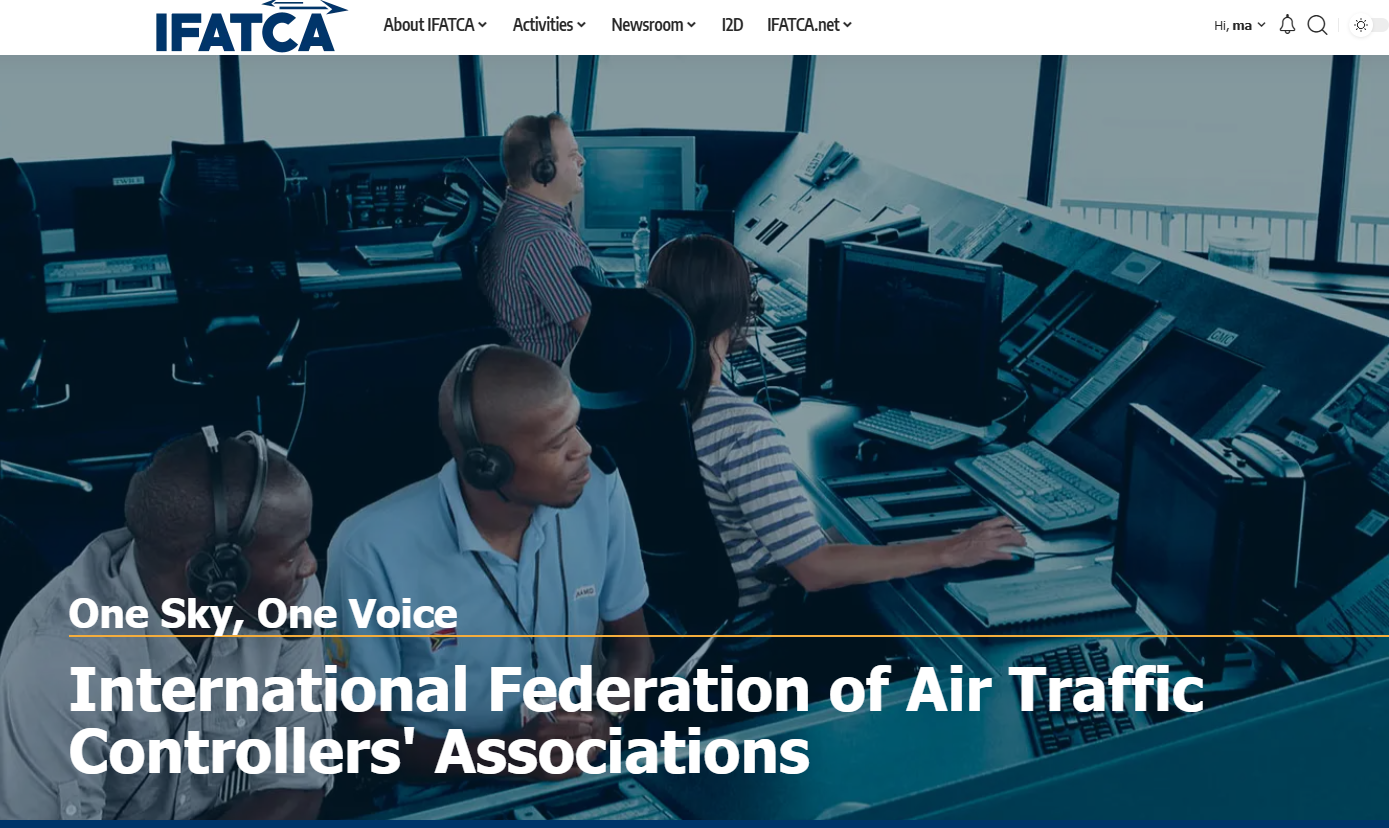 IFATCA
About IFATCA
Activities
Newsroom
I2D
IFATCA.net
Hi, ma
GMC
One Sky, One Voice
International Federation of Air Traffic
Controllers' Associations